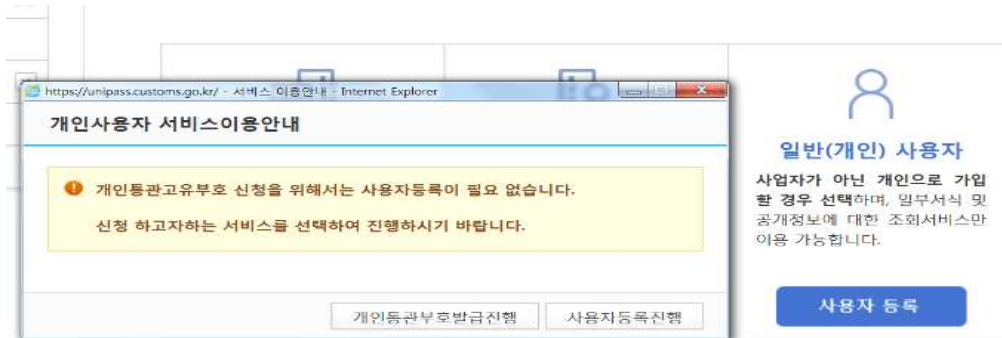 https://unipass.customs.go.kr/ - 서비스 이용안내 - Internet Explorer
개인사용자 서비스이용안내
개인통관고유부호 신청을 위해서는 사용자등록이 필요 없습니다.
신청 하고자하는 서비스를 선택하여 진행하시기 바랍니다.
개인통관부호발급진행
사용자등록진행
일반(개인) 사용자
사업자가 아닌 개인으로 가입
할 경우 선택하며, 일부서식 및
공개정보에 대한 조회서비스만
이용 가능합니다.
사용자 등록